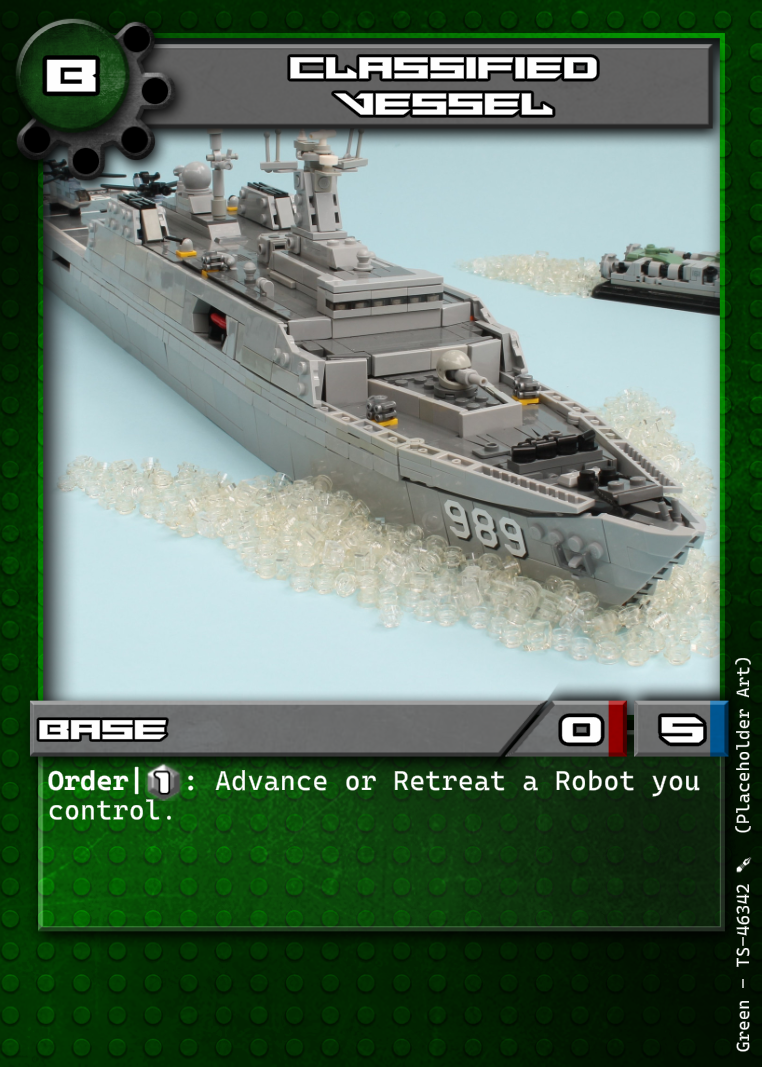 B
CLASSIFIED
VESSEL
989
BASE
0
5
Order|1: Advance or Retreat a Robot you
control.
Green – TS-46342 (Placeholder Art)